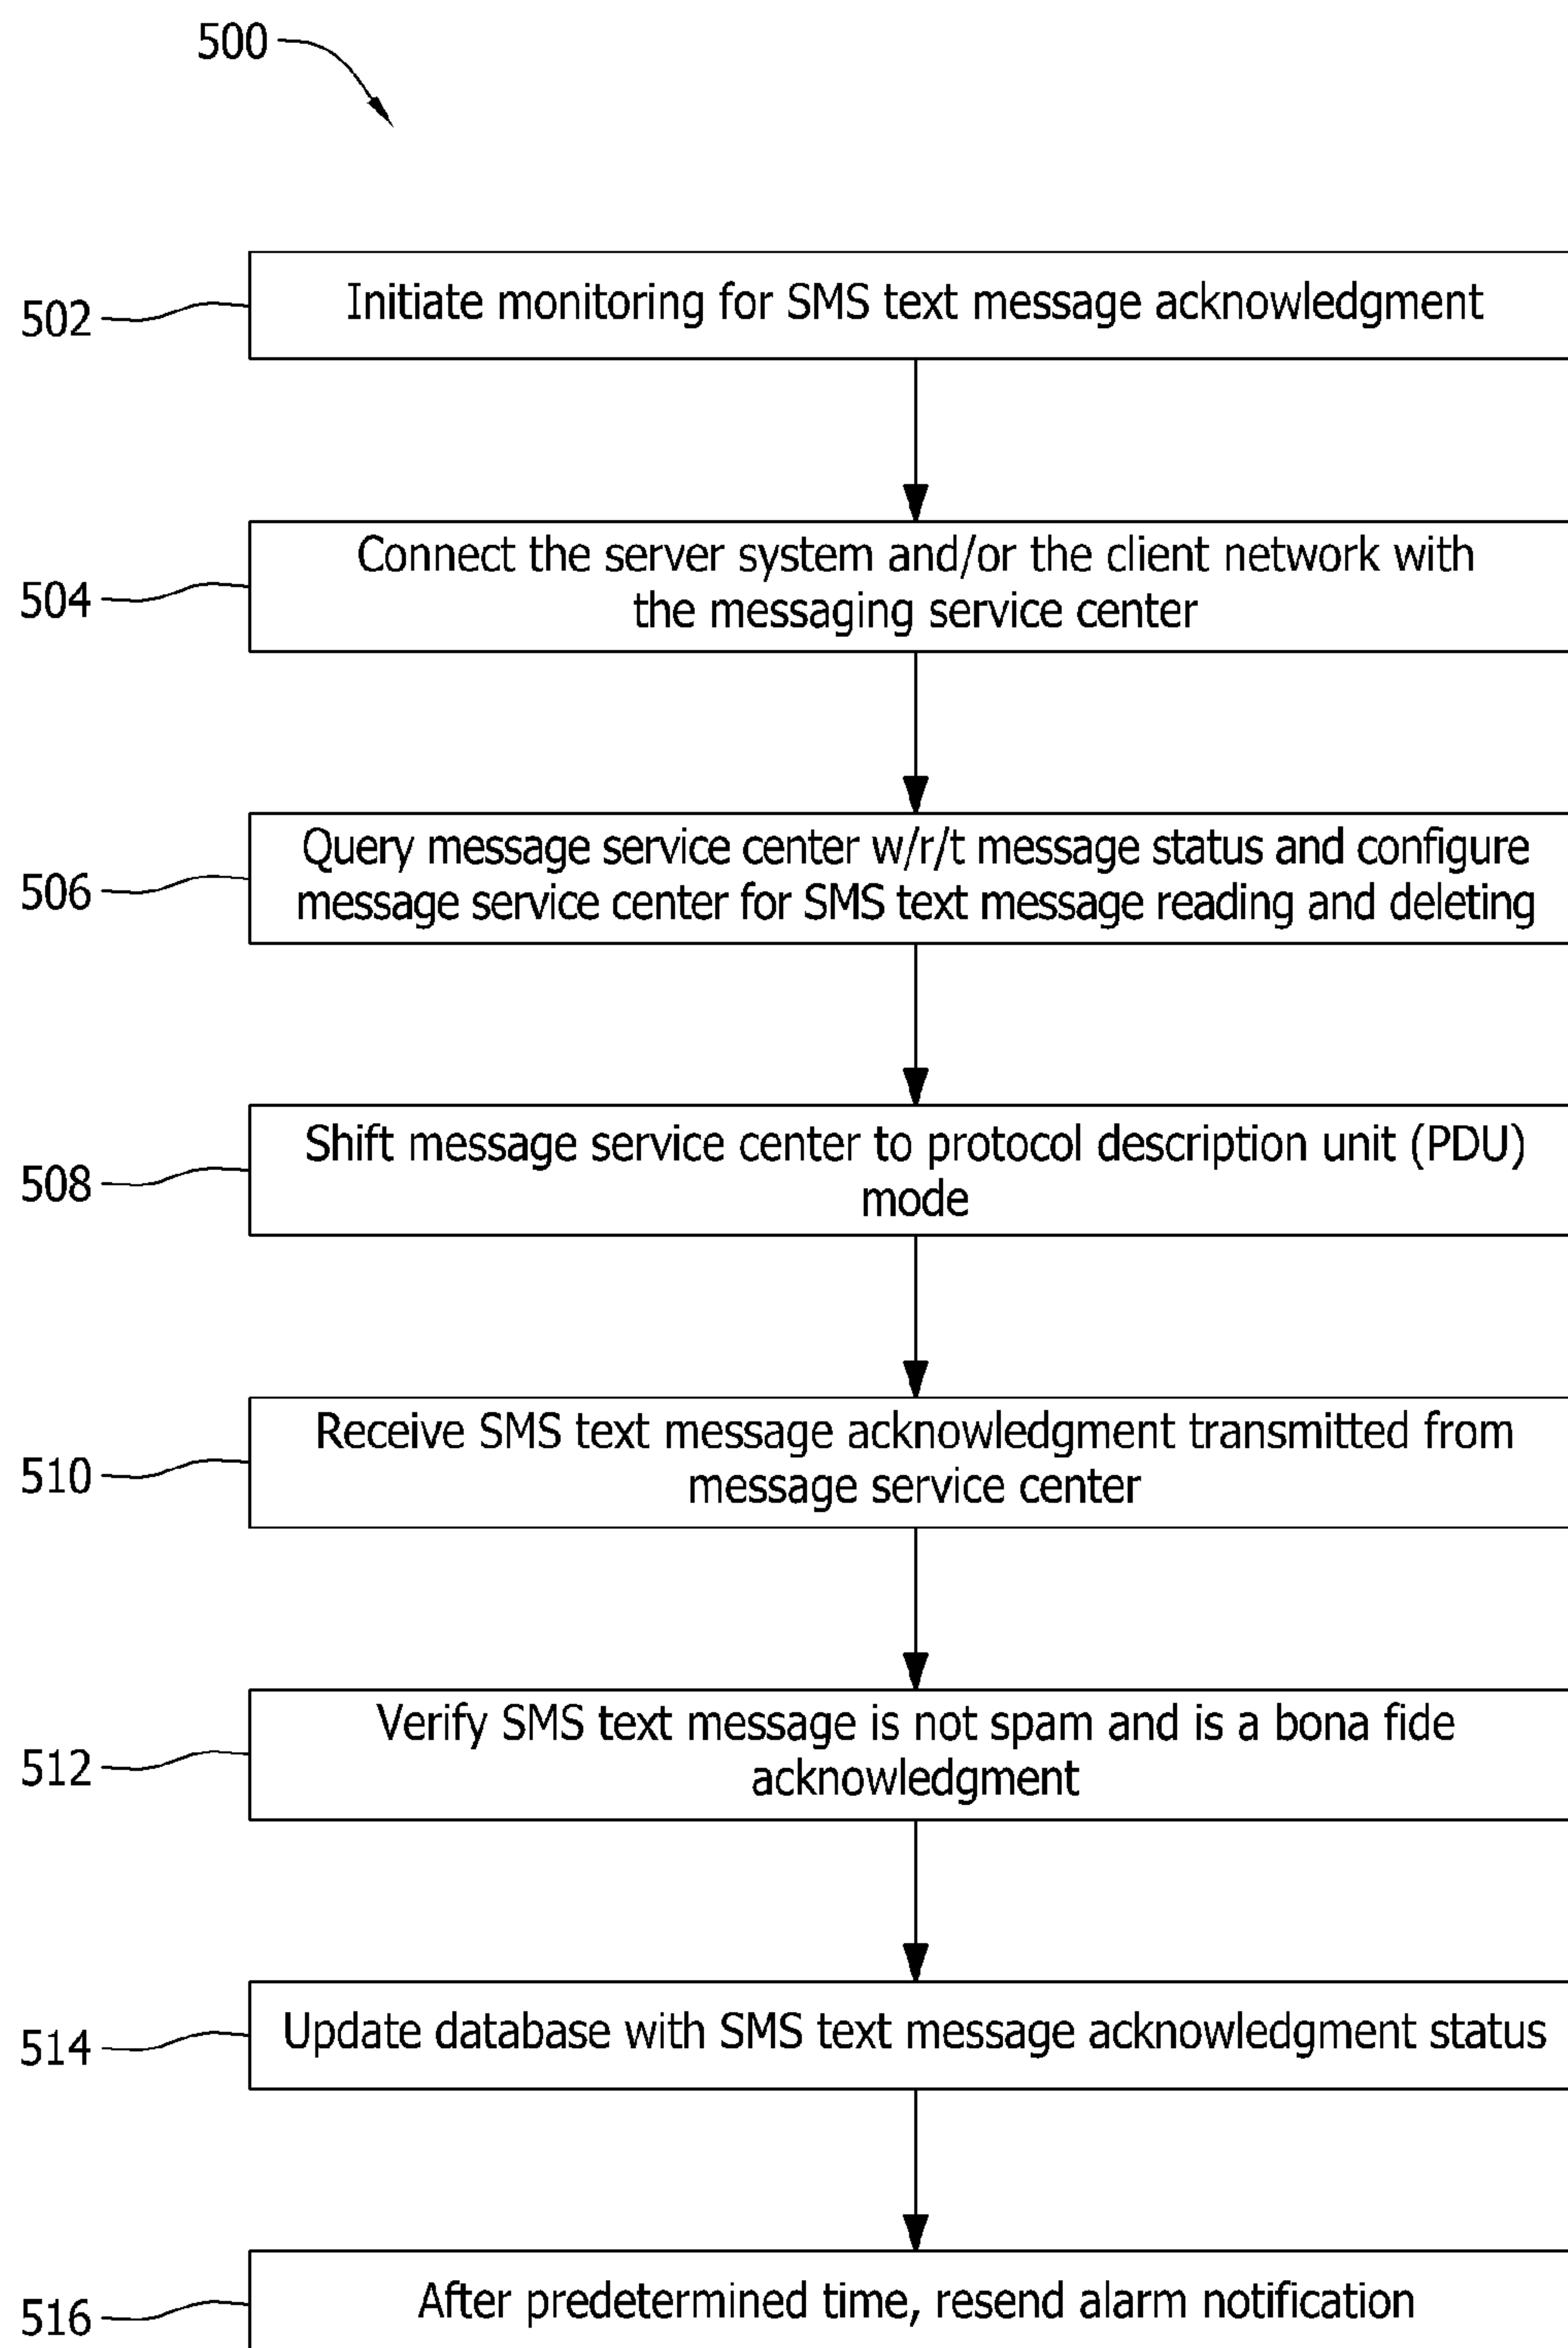 500
502
Initiate monitoring for SMS text message acknowledgment
504
Connect the server system and/or the client network with
the messaging service center
506
Query message service center w/r/t message status and configure
message service center for SMS text message reading and deleting
508
Shift message service center to protocol description unit (PDU)
mode
510
Receive SMS text message acknowledgment transmitted from
message service center
512
Verify SMS text message is not spam and is a bona fide
acknowledgment
514
Update database with SMS text message acknowledgment status
516
After predetermined time, resend alarm notification